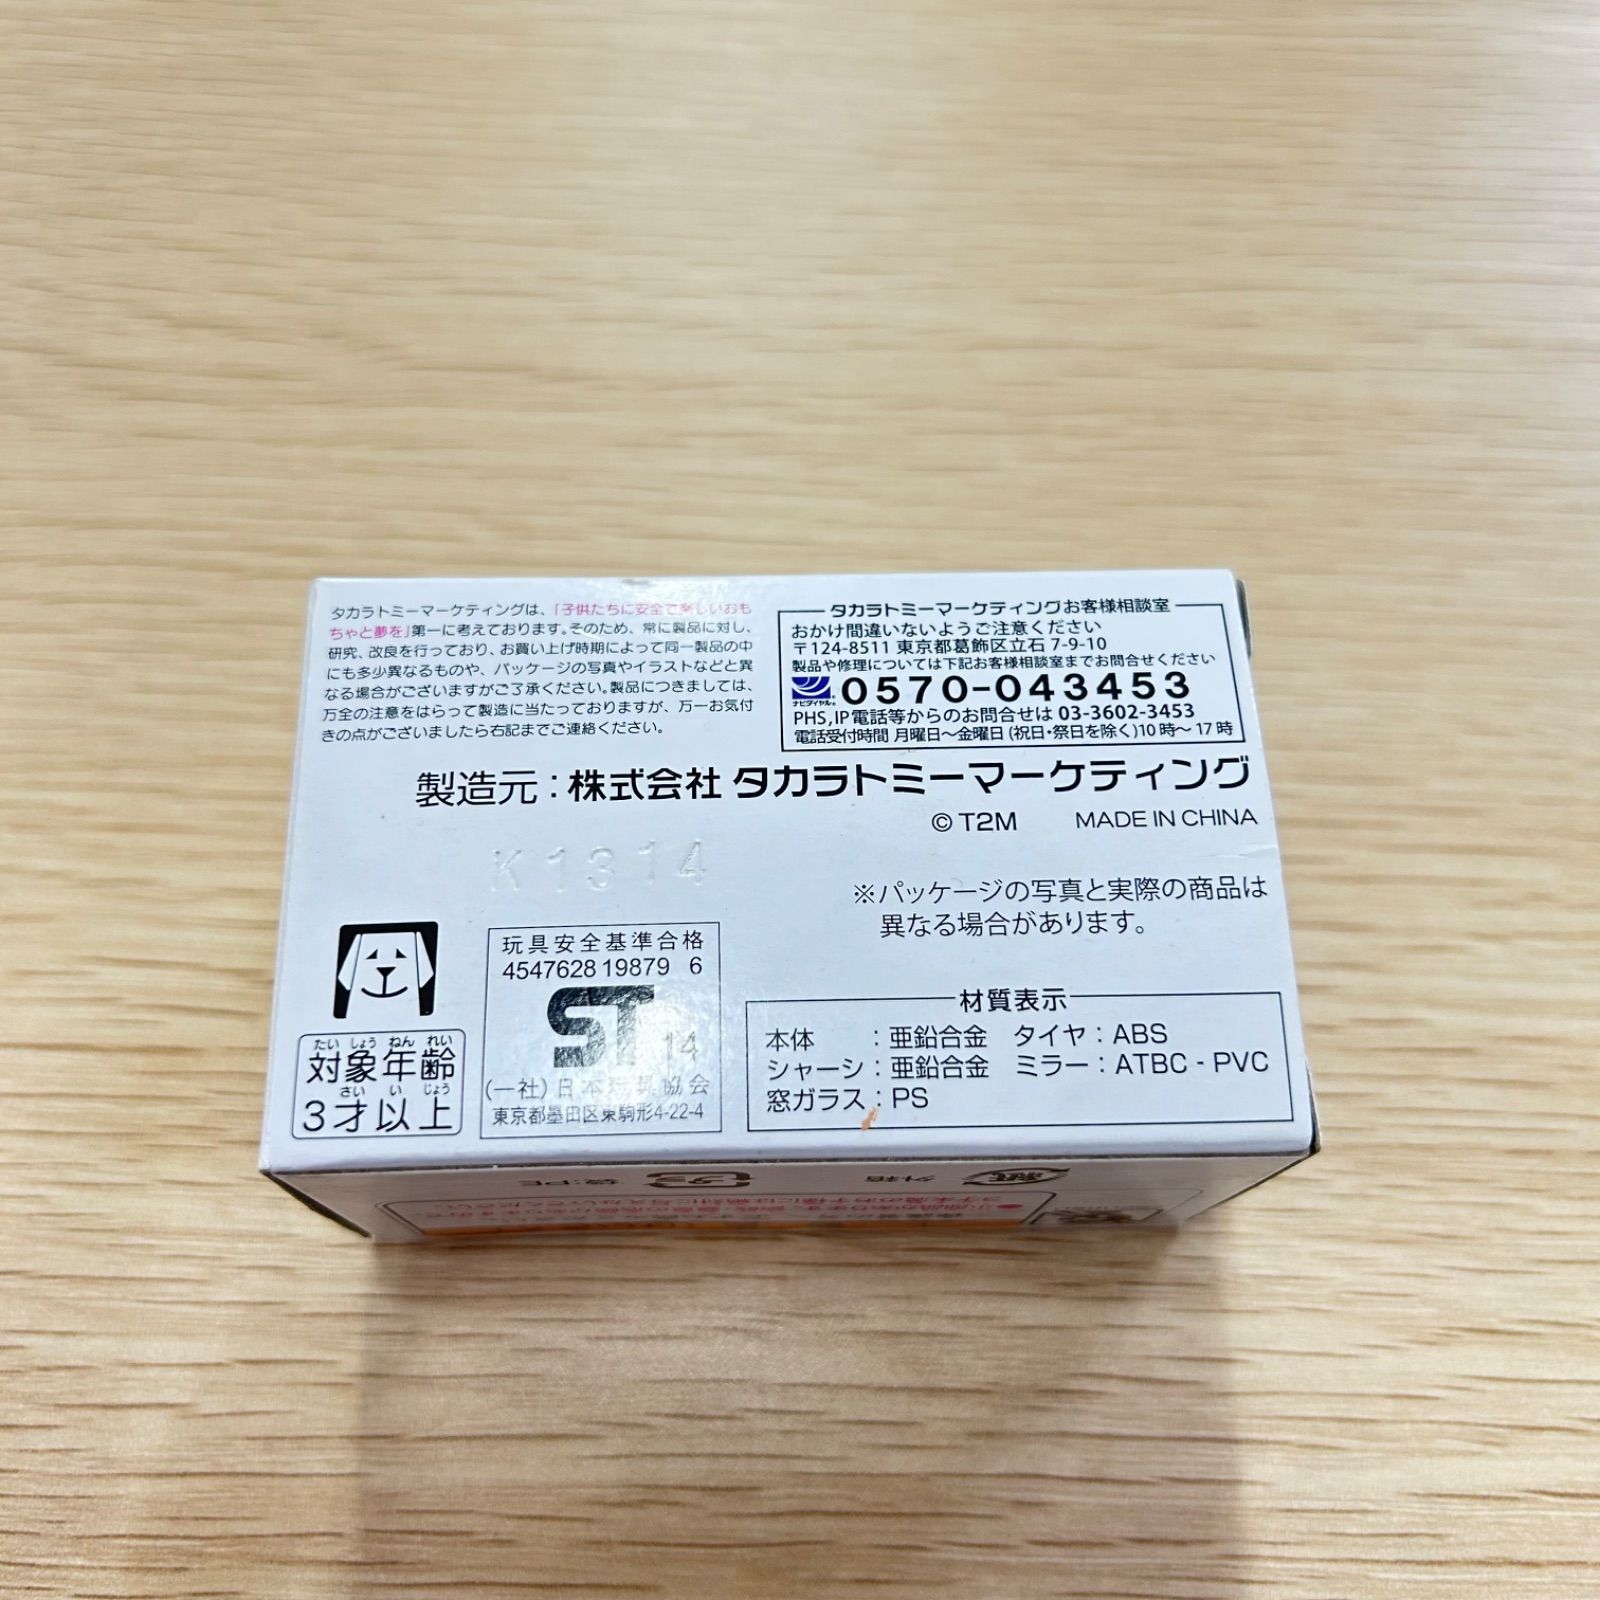 タカラトミーマーケティングは、「子供たちに安全で楽しいおも
ちゃと夢を」第一に考えております。そのため、常に製品に対し、
研究、改良を行っており、お買い上げ時期によって同一製品の中
にも多少異なるものや、パッケージの写真やイラストなどと異
なる場合がございますがご了承ください。製品につきましては、
万全の注意をはらって製造に当たっておりますが、万一お気付
きの点がございましたら右記までご連絡ください。
タカラトミーマーケティングお客様相談室
おかけ間違いないようご注意ください
〒124-8511 東京都葛飾区立石 7-9-10
製品や修理については下記お客様相談室までお問合せください
ナビダイヤル®
0570-043453
PHS,IP電話等からのお問合せは 03-3602-3453
電話受付時間 月曜日〜金曜日 (祝日・祭日を除く)10時〜 17時
製造元：株式会社 タカラトミーマーケティング
© T2M MADE IN CHINA
K1314
※パッケージの写真と実際の商品は
異なる場合があります。
たい しょう ねん れい
対象年齢
さい い じょう
3才以上
玩具安全基準合格
4547628 19879 6
ST
14
(一社)日本玩具協会
東京都墨田区東駒形4-22-4
材質表示
本体 ：亜鉛合金 タイヤ：ABS
シャーシ：亜鉛合金 ミラー：ATBC - PVC
窓ガラス：PS
紙
外箱
プラ
袋:PE